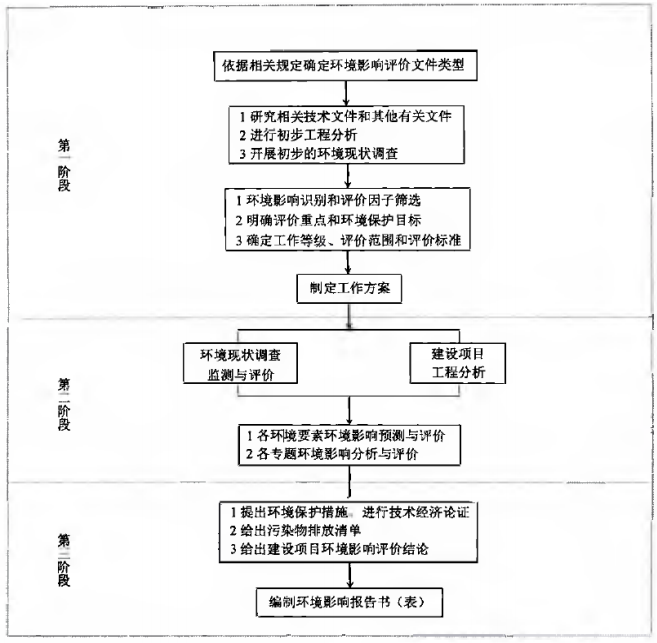 依据相关规定确定环境影响评价文件类型
1 研究相关技术文件和其他有关文件
2 进行初步工程分析
3 开展初步的环境现状调查
第一阶段
1 环境影响识别和评价因子筛选
2 明确评价重点和环境保护目标
3 确定工作等级、评价范围和评价标准
制定工作方案
环境现状调查
监测与评价
建设项目
工程分析
第二阶段
1 各环境要素环境影响预测与评价
2 各专题环境影响分析与评价
1 提出环境保护措施，进行技术经济论证
2 给出污染物排放清单
3 给出建设项目环境影响评价结论
第三阶段
编制环境影响报告书（表）